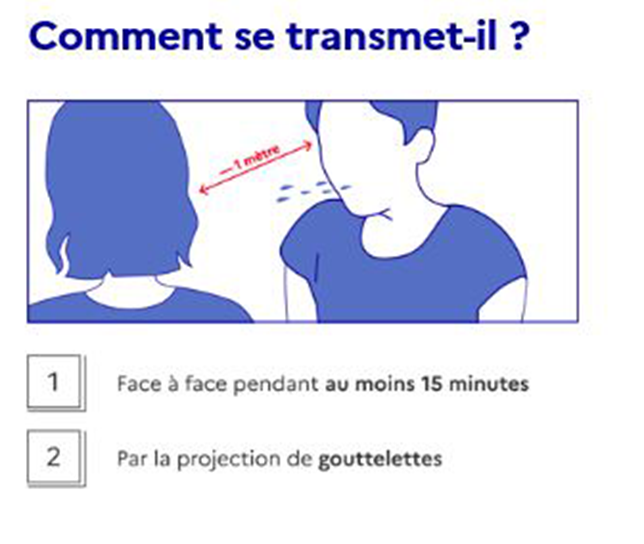 Comment se transmet-il ?
– 1 mètre
1
Face à face pendant au moins 15 minutes
2
Par la projection de gouttelettes